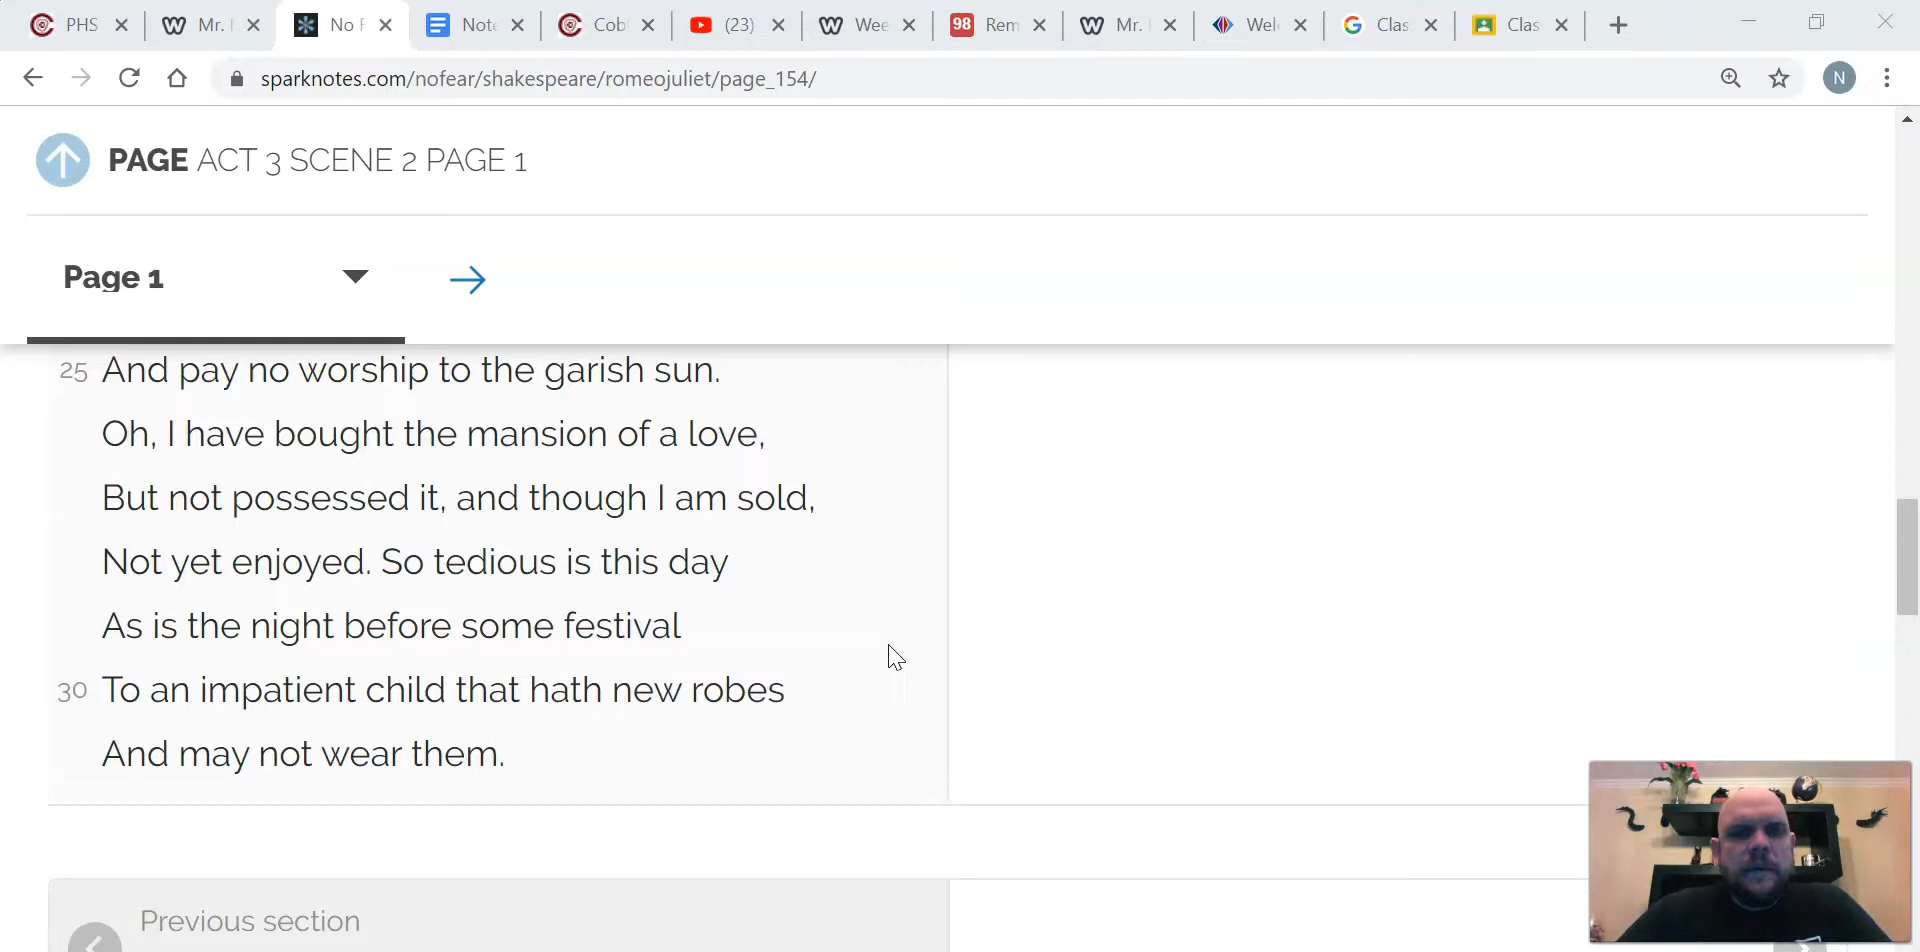 PHS
Mr.
No F
Note
Cob
(23)
Wee
98 Rem
Mr.
Wel
Clas
Clas
sparknotes.com/nofear/shakespeare/romeojuliet/page_154/
N
PAGE ACT 3 SCENE 2 PAGE 1
Page 1
25 And pay no worship to the garish sun.
Oh, I have bought the mansion of a love,
But not possessed it, and though I am sold,
Not yet enjoyed. So tedious is this day
As is the night before some festival
30 To an impatient child that hath new robes
And may not wear them.
Previous section